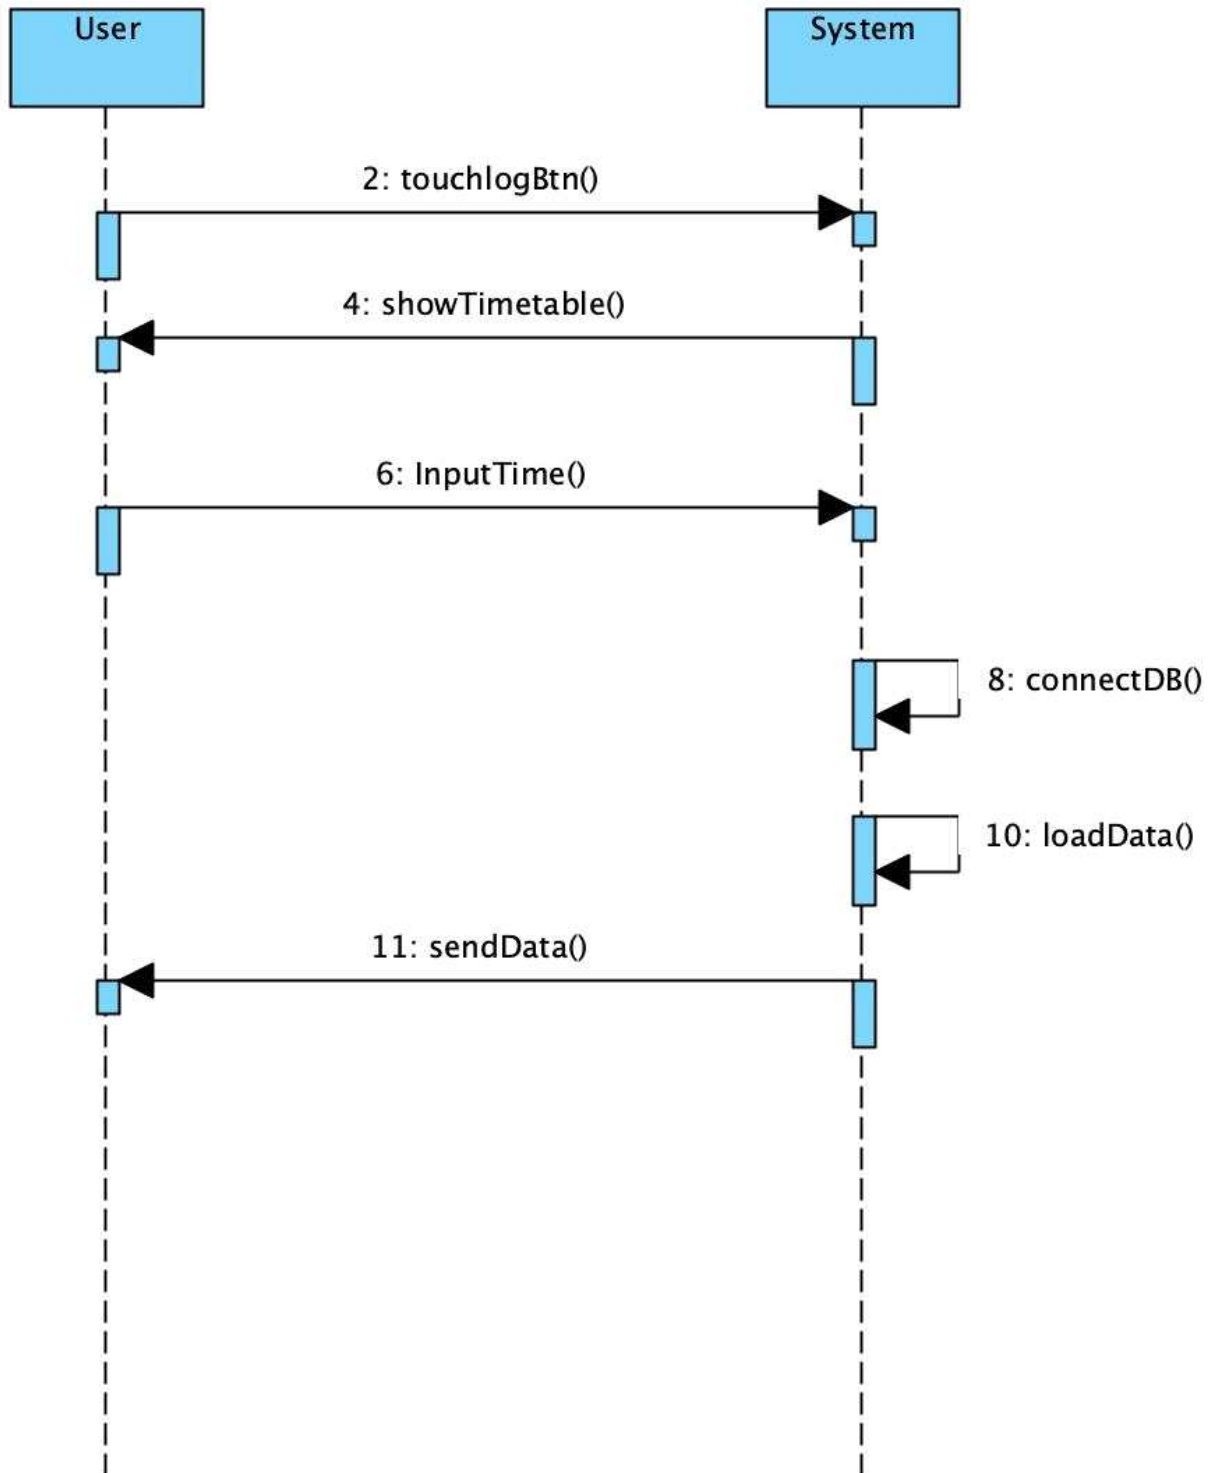 User
System
2: touchlogBtn()
4: showTimetable()
6: InputTime()
8: connectDB()
10: loadData()
11: sendData()